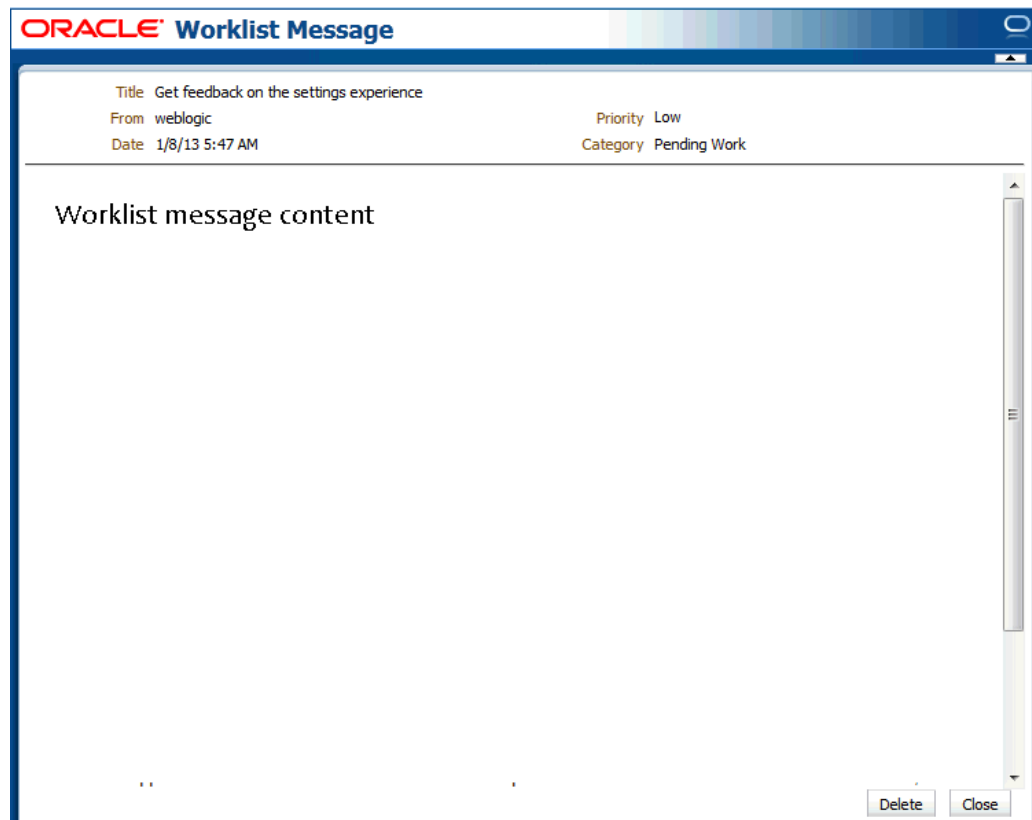 ORACLE Worklist Message
Title Get feedback on the settings experience
From weblogic Priority Low
Date 1/8/13 5:47 AM Category Pending Work
Worklist message content
Delete Close